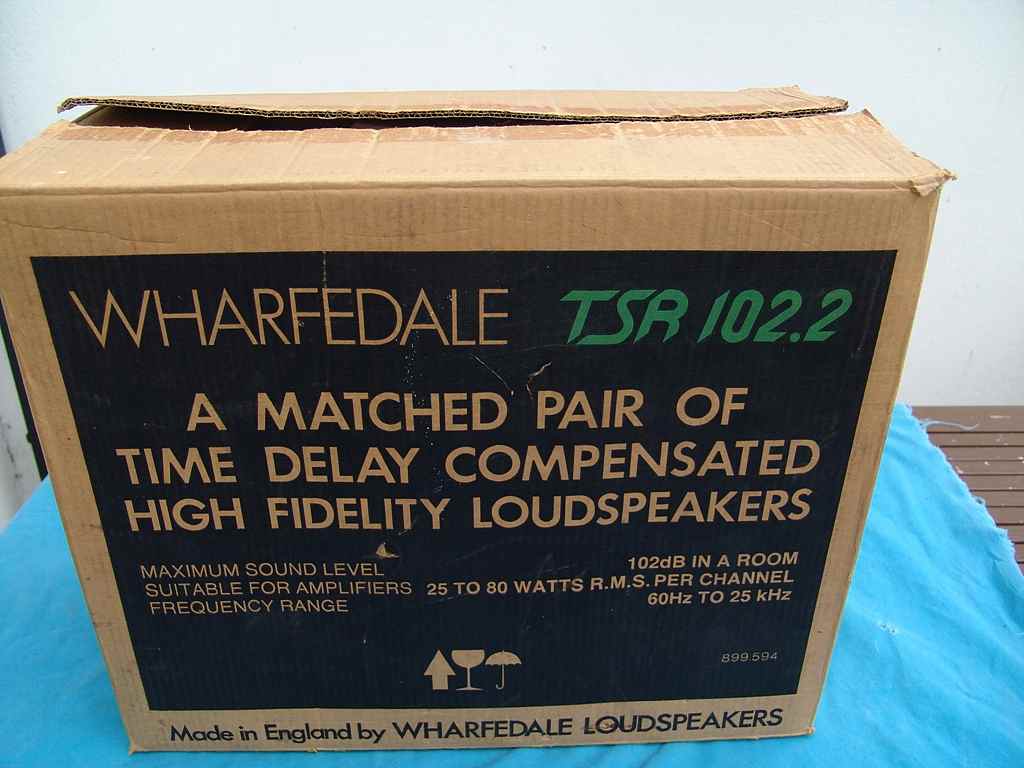 WHARFEDALE TSR 102.2
A MATCHED PAIR OF
TIME DELAY COMPENSATED
HIGH FIDELITY LOUDSPEAKERS
MAXIMUM SOUND LEVEL 102dB IN A ROOM
SUITABLE FOR AMPLIFIERS 25 TO 80 WATTS R.M.S. PER CHANNEL
FREQUENCY RANGE 60Hz TO 25 kHz
899.594
Made in England by WHARFEDALE LOUDSPEAKERS